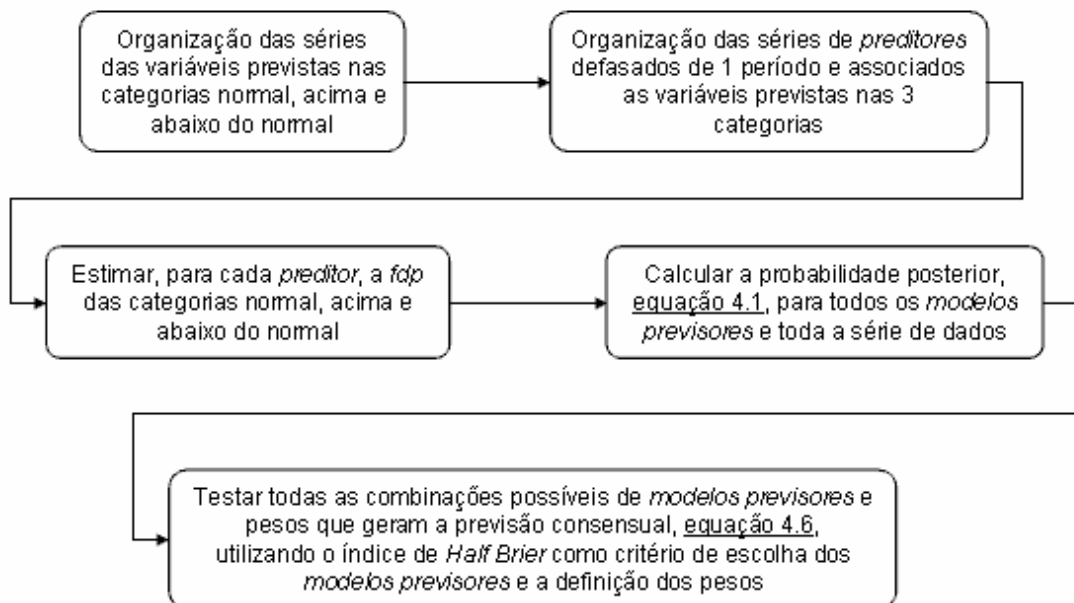 Organização das séries
das variáveis previstas nas
categorias normal, acima e
abaixo do normal
Organização das séries de preditores
defasados de 1 período e associados
as variáveis previstas nas 3
categorias
Estimar, para cada preditor, a fdp
das categorias normal, acima e
abaixo do normal
Calcular a probabilidade posterior,
equação 4.1, para todos os modelos
previsores e toda a série de dados
Testar todas as combinações possíveis de modelos previsores e
pesos que geram a previsão consensual, equação 4.6,
utilizando o índice de Half Brier como critério de escolha dos
modelos previsores e a definição dos pesos